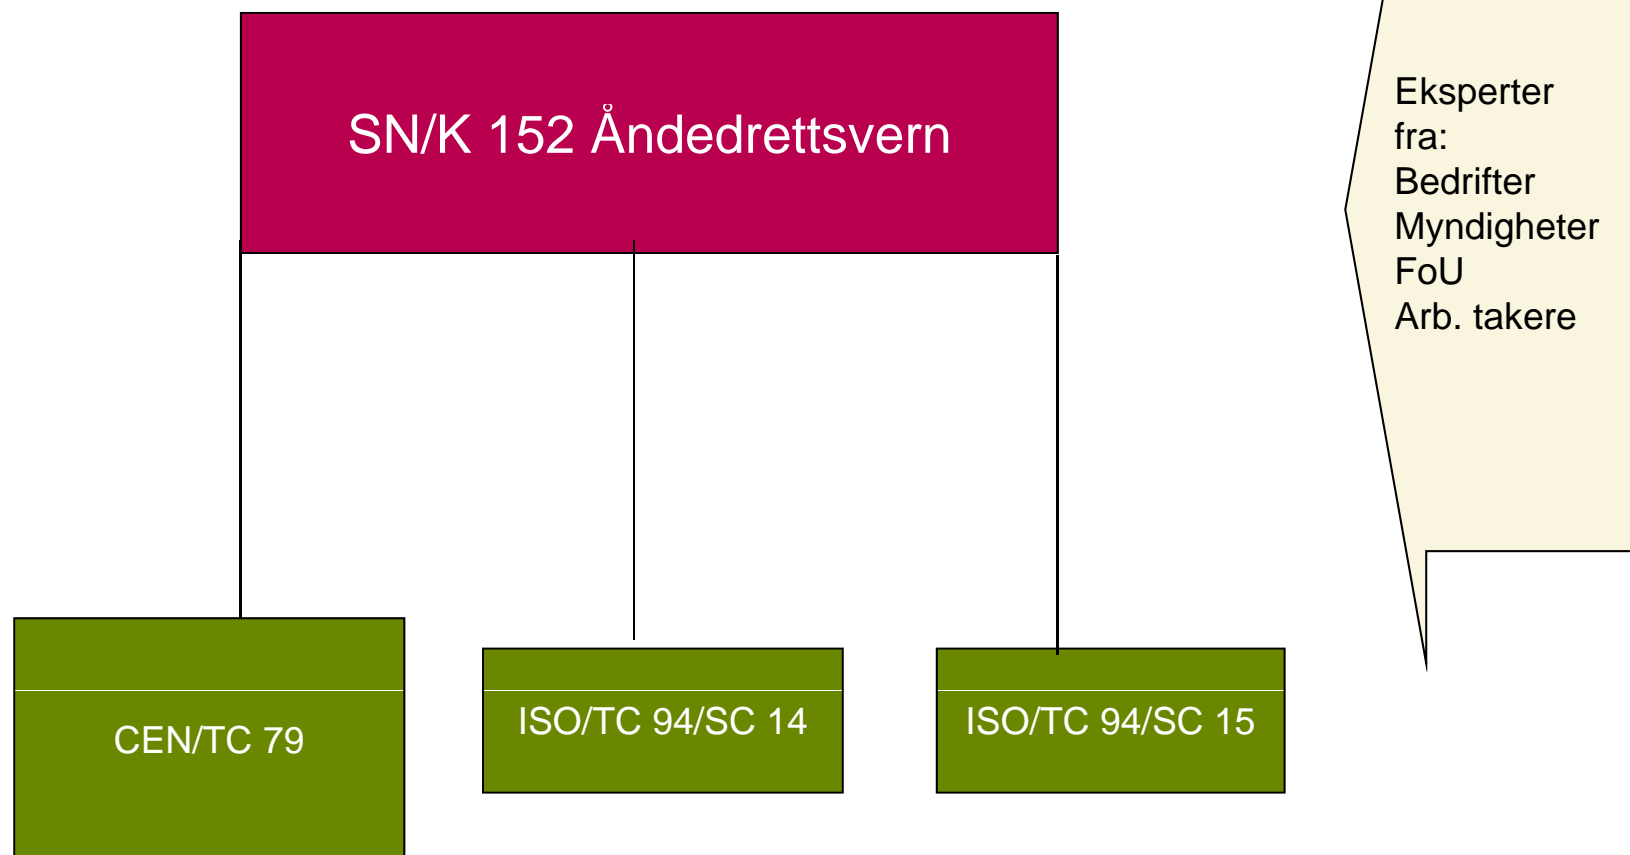 SN/K 152 Åndedrettsvern
Eksperter
fra:
Bedrifter
Myndigheter
FoU
Arb. takere
CEN/TC 79
ISO/TC 94/SC 14
ISO/TC 94/SC 15